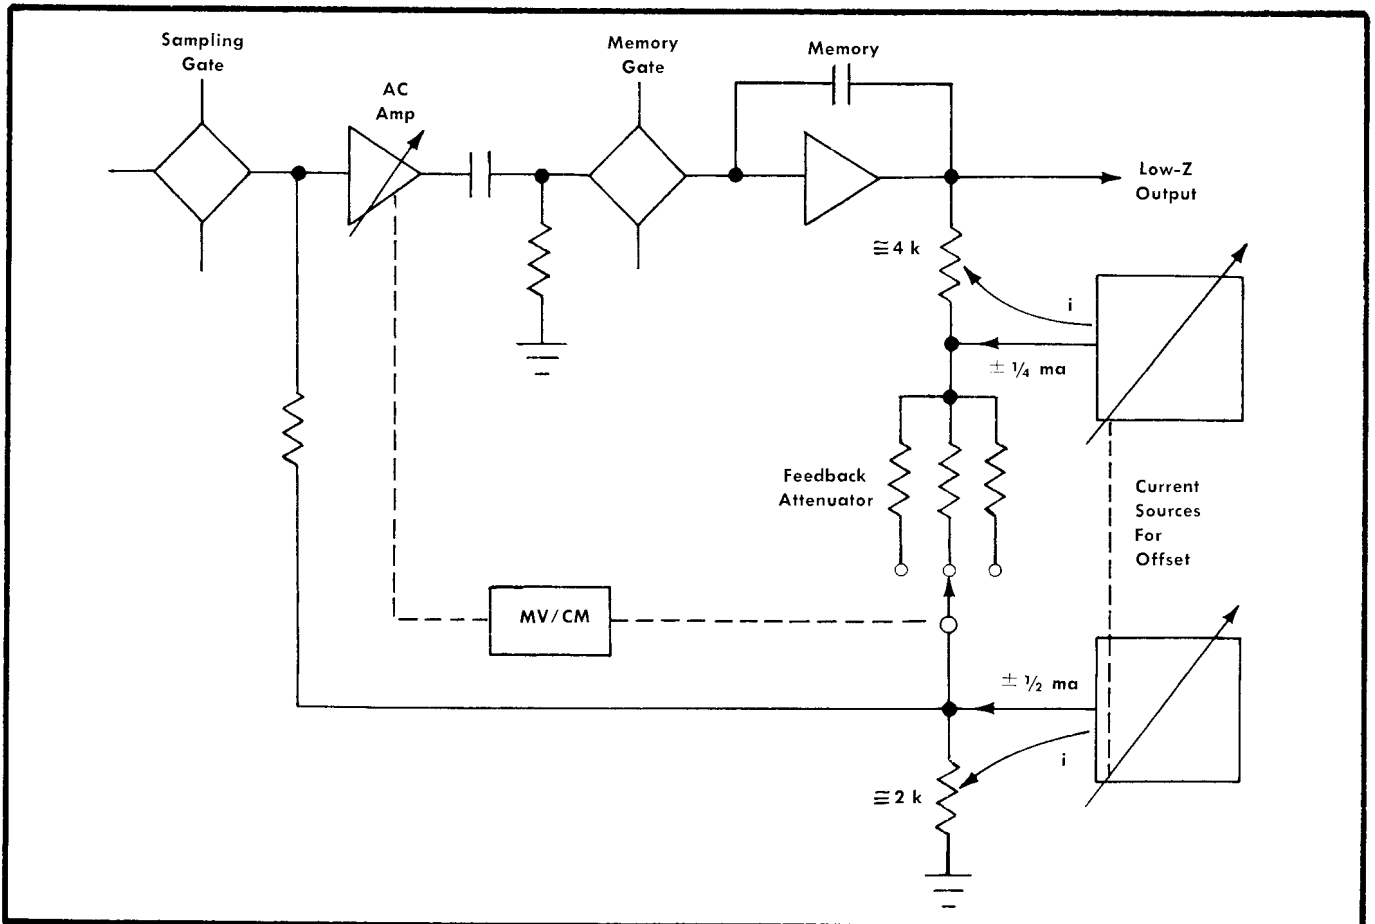 Sampling
Gate
AC
Amp
Memory
Gate
Memory
Low-Z
Output
≅4 k
i
± 1/4 ma
Feedback
Attenuator
Current
Sources
For
Offset
MV/CM
± 1/2 ma
i
≅2 k